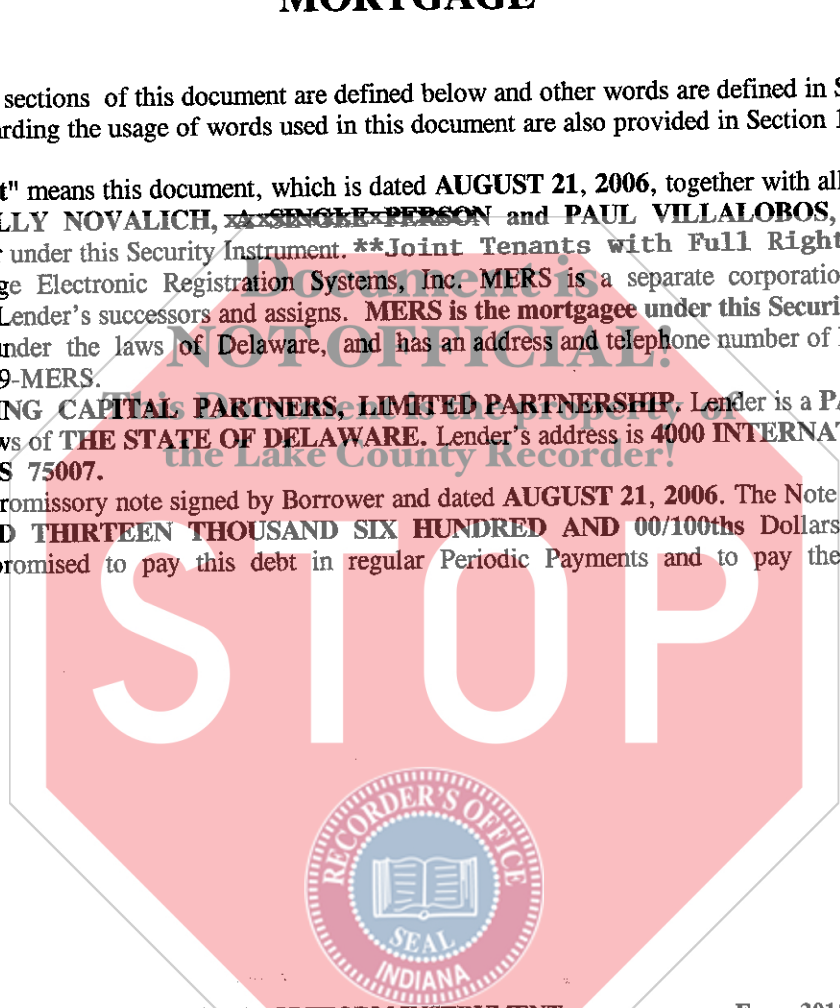 MORTGAGE
sections of this document are defined below and other words are defined in S
rding the usage of words used in this document are also provided in Section 1
t" means this document, which is dated AUGUST 21, 2006, together with all
LLY NOVALICH, A SINGLE PERSON and PAUL VILLALOBOS,
under this Security Instrument. **Joint Tenants with Full Right
Document is
ge Electronic Registration Systems, Inc. MERS is a separate corporatio
Lender's successors and assigns. MERS is the mortgagee under this Securi
NOT OFFICIAL!
nder the laws of Delaware, and has an address and telephone number of
9-MERS.
This Document is the property of
NG CAPITAL PARTNERS, LIMITED PARTNERSHIP. Lender is a PA
ws of THE STATE OF DELAWARE. Lender's address is 4000 INTERNAT
the Lake County Recorder!
S 75007.
romissory note signed by Borrower and dated AUGUST 21, 2006. The Note
D THIRTEEN THOUSAND SIX HUNDRED AND 00/100ths Dollars
promised to pay this debt in regular Periodic Payments and to pay the
STOP
RECORDER'S OFFICE
SEAL
INDIANA